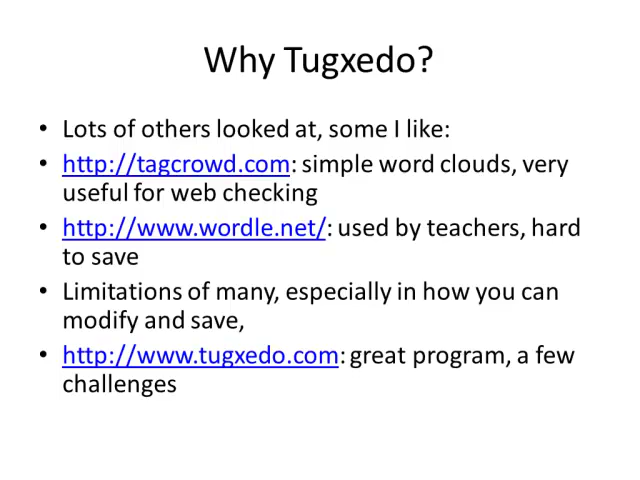 Why Tugxedo?
• Lots of others looked at, some I like:
• http://tagcrowd.com: simple word clouds, very
useful for web checking
• http://www.wordle.net/: used by teachers, hard
to save
• Limitations of many, especially in how you can
modify and save,
• http://www.tugxedo.com: great program, a few
challenges